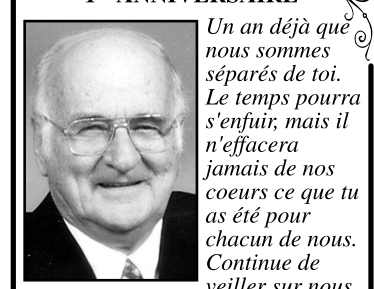 ANNIVERSAIRE
Un an déjà que
nous sommes
séparés de toi.
Le temps pourra
s'enfuir, mais il
n'effacera
jamais de nos
coeurs ce que tu
as été pour
chacun de nous.
Continue de
veiller sur nous